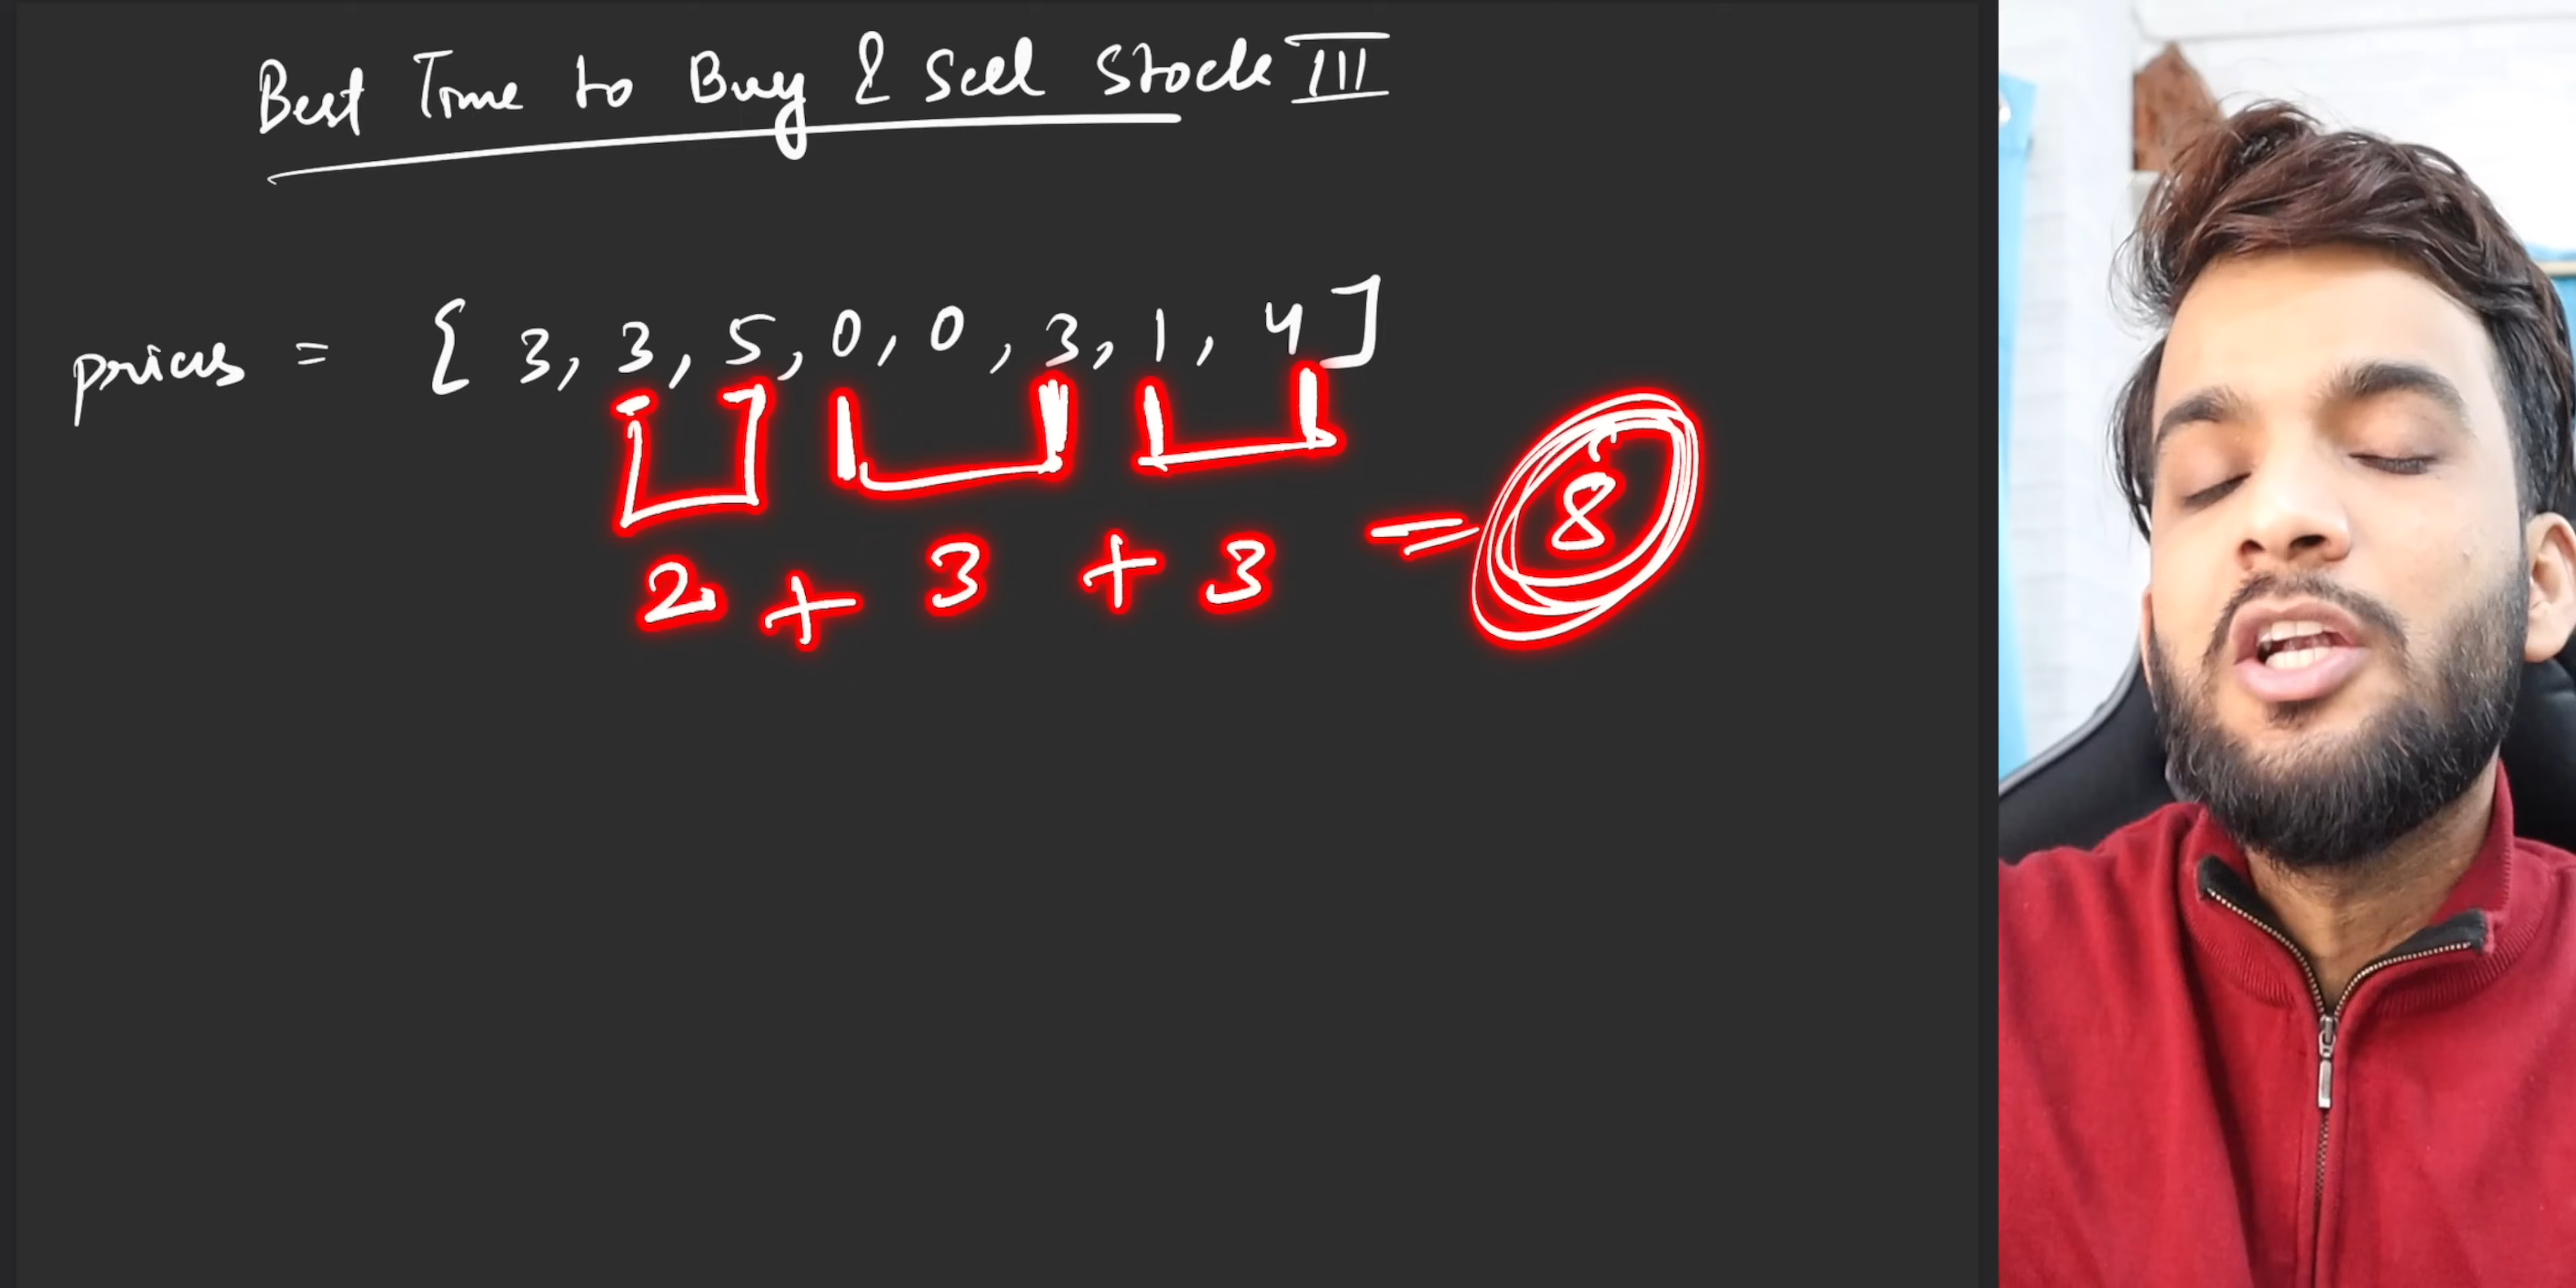 Best Time to Buy & Sell Stock III
prices = { 3, 3, 5, 0, 0, 3, 1, 4 ]
2 + 3 + 3 = 8